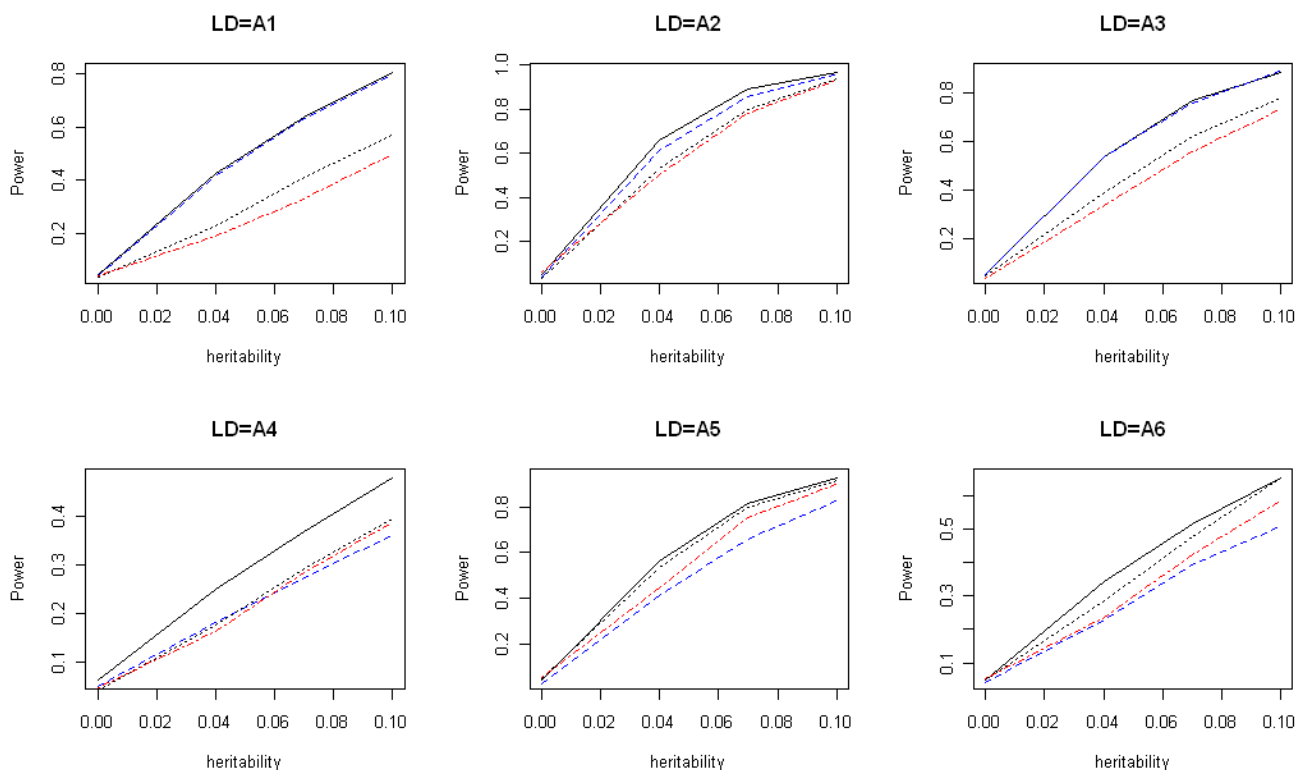 LD=A1
LD=A2
LD=A3
Power
0.2 0.4 0.6 0.8
0.00 0.02 0.04 0.06 0.08 0.10
heritability
Power
0.2 0.4 0.6 0.8 1.0
0.00 0.02 0.04 0.06 0.08 0.10
heritability
Power
0.2 0.4 0.6 0.8
0.00 0.02 0.04 0.06 0.08 0.10
heritability
LD=A4
LD=A5
LD=A6
Power
0.1 0.2 0.3 0.4
0.00 0.02 0.04 0.06 0.08 0.10
heritability
Power
0.2 0.4 0.6 0.8
0.00 0.02 0.04 0.06 0.08 0.10
heritability
Power
0.1 0.3 0.5
0.00 0.02 0.04 0.06 0.08 0.10
heritability